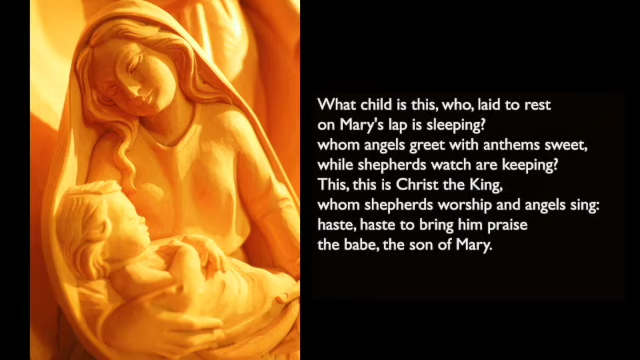 What child is this, who, laid to rest
on Mary's lap is sleeping?
whom angels greet with anthems sweet,
while shepherds watch are keeping?
This, this is Christ the King,
whom shepherds worship and angels sing:
haste, haste to bring him praise
the babe, the son of Mary.